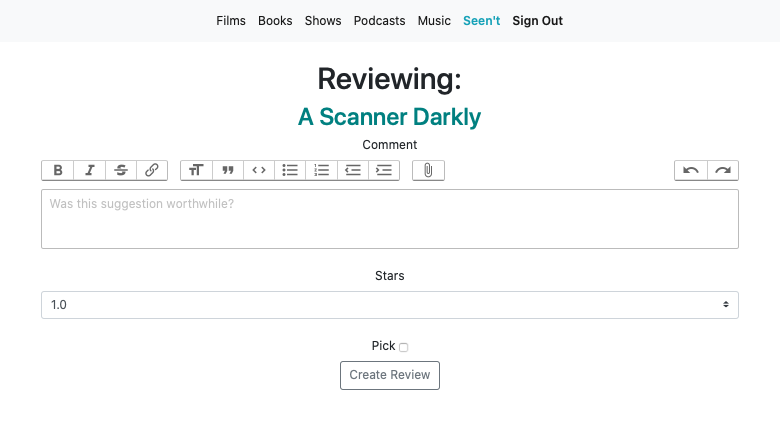 Films Books Shows Podcasts Music Seen't Sign Out
Reviewing:
A Scanner Darkly
Comment
Was this suggestion worthwhile?
Stars
1.0
Pick
Create Review